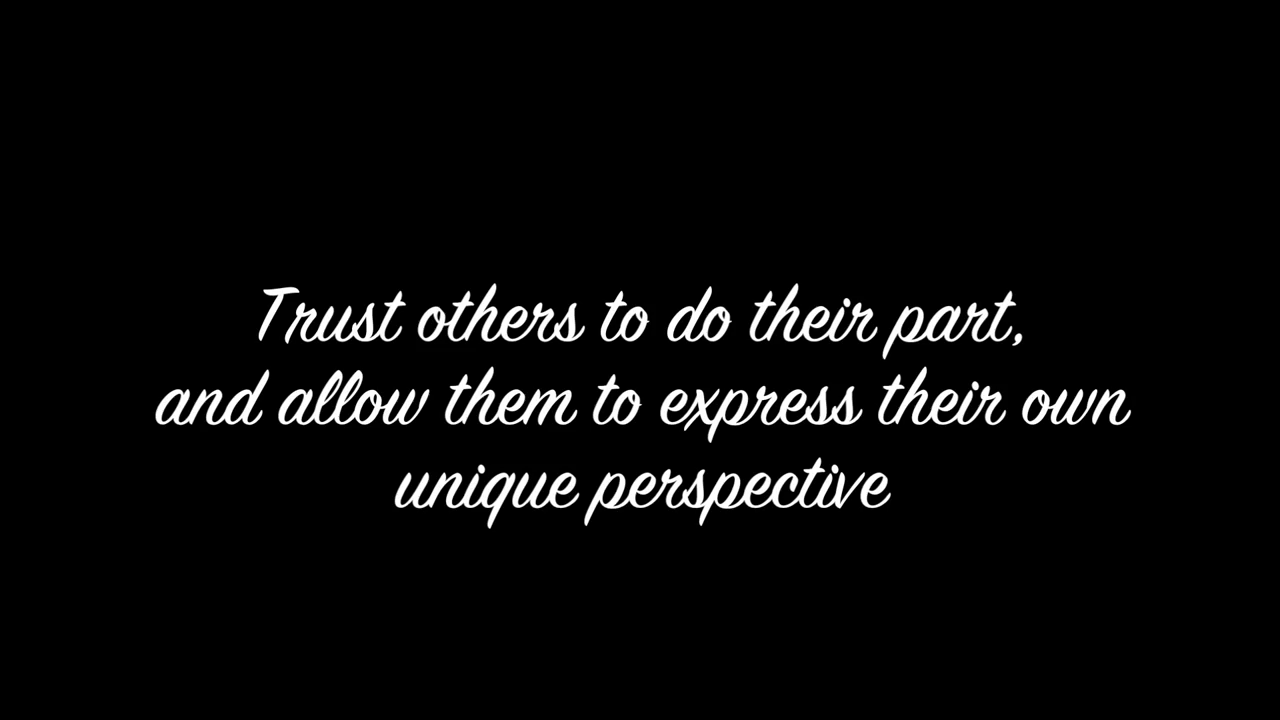 Trust others to do their part,
and allow them to express their own
unique perspective